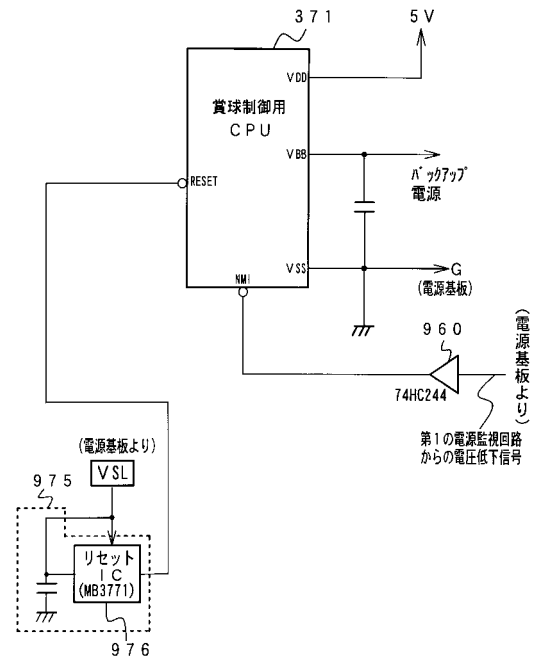 371
5V
VDD
賞球制御用
CPU
VBB
バックアップ
電源
RESET
VSS
G
(電源基板)
NMI
960
(電源基板より)
74HC244
第1の電源監視回路
からの電圧低下信号
(電源基板より)
975
VSL
リセット
IC
(MB3771)
976